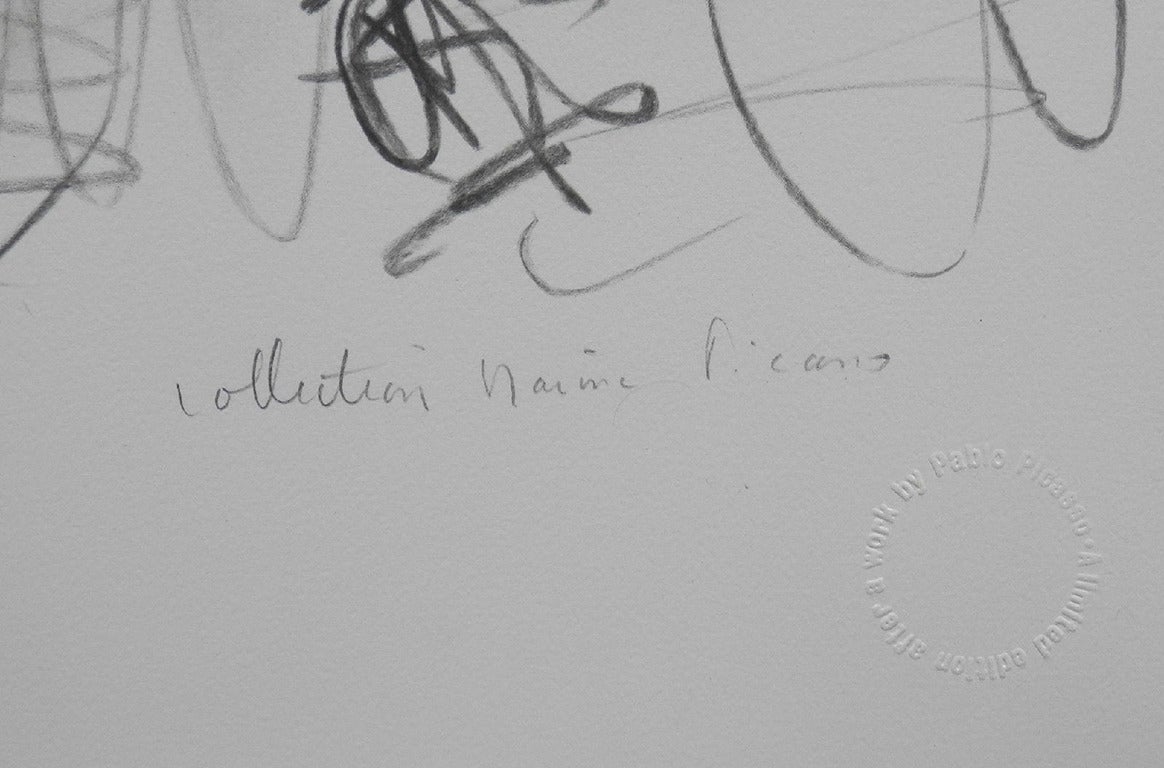 Collection Marina Picasso
A limited edition after a work by Pablo Picasso •